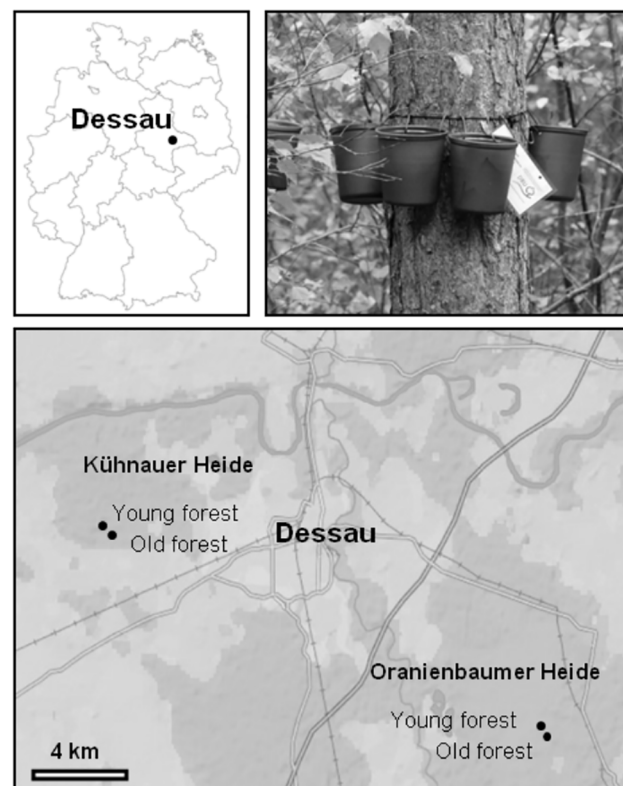 Dessau
Kühnauer Heide
Young forest
Old forest
Dessau
Oranienbaumer Heide
Young forest
Old forest
4 km